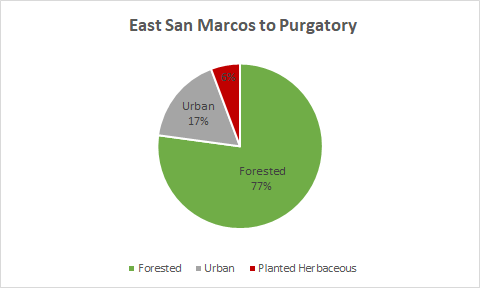 East San Marcos to Purgatory
6%
Urban
17%
Forested
77%
Forested Urban Planted Herbaceous